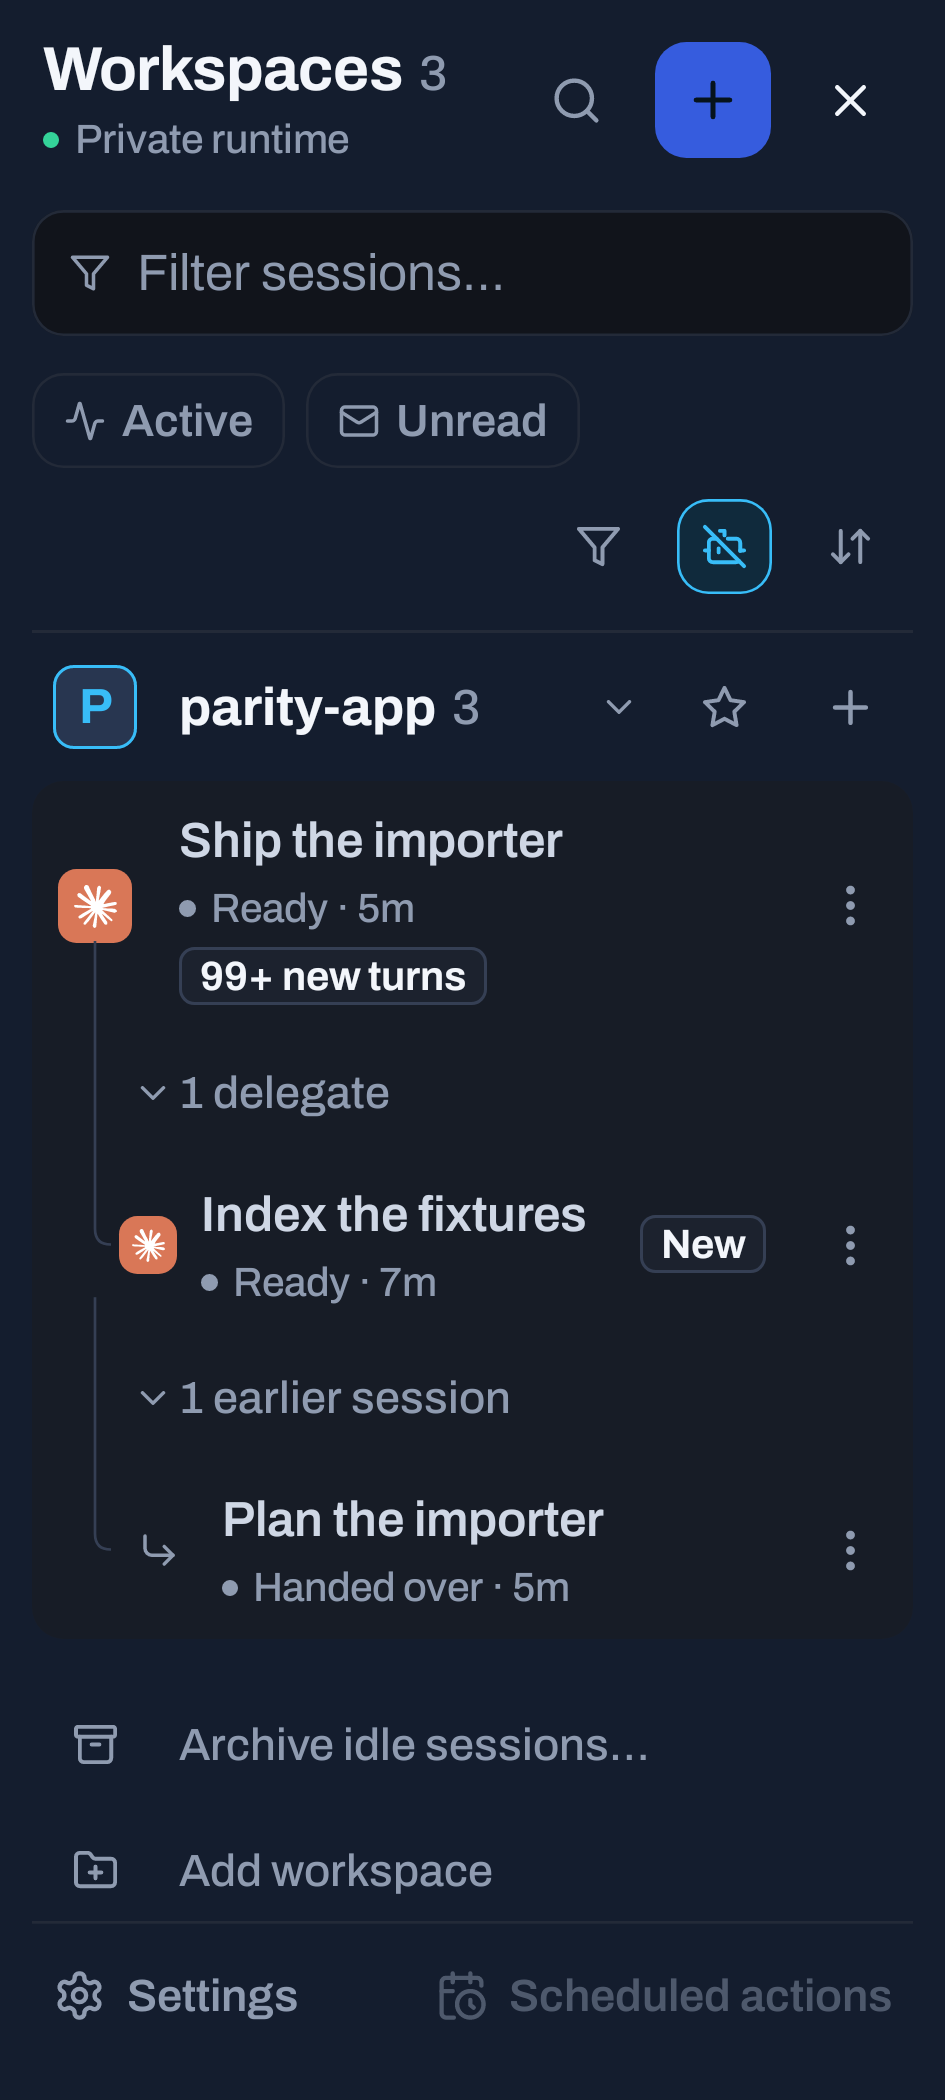 Workspaces 3
Private runtime
Filter sessions...
Active
Unread
P
parity-app 3
Ship the importer
Ready · 5m
99+ new turns
1 delegate
Index the fixtures
New
Ready · 7m
1 earlier session
Plan the importer
Handed over · 5m
Archive idle sessions...
Add workspace
Settings
Scheduled actions